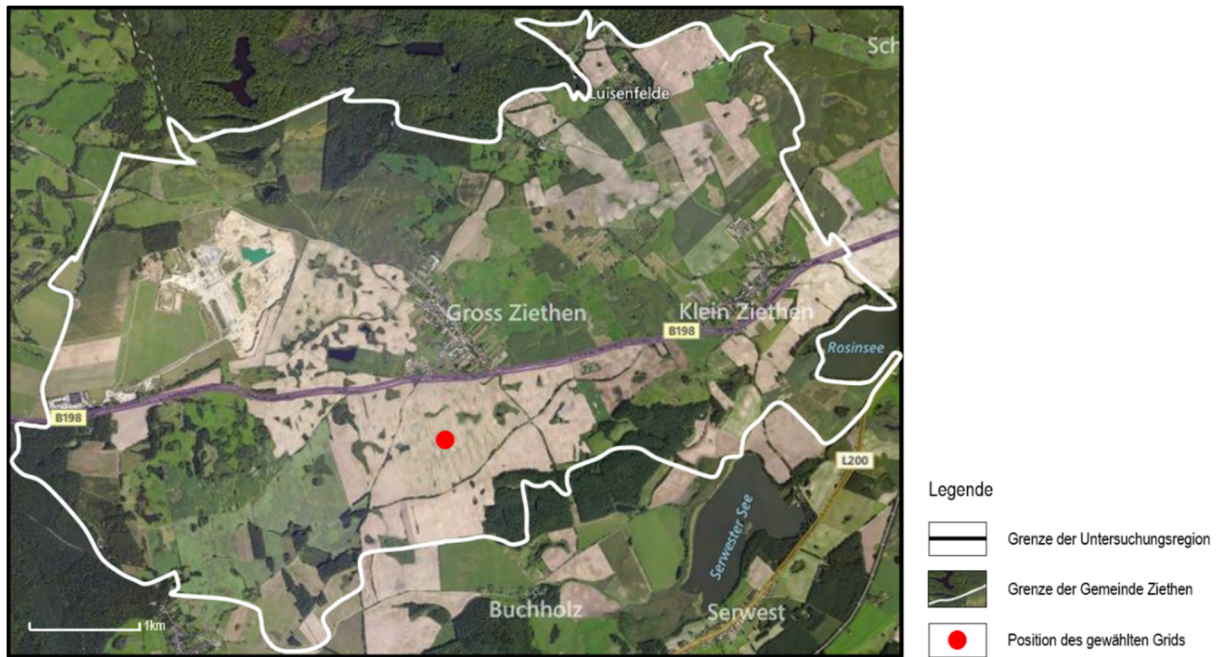 Sch
Luisenfelde
Gross Ziethen
Klein Ziethen
B198
Rosinsee
B198
L200
Serwester See
Buchholz
Serwest
1km
Legende
Grenze der Untersuchungsregion
Grenze der Gemeinde Ziethen
Position des gewählten Grids